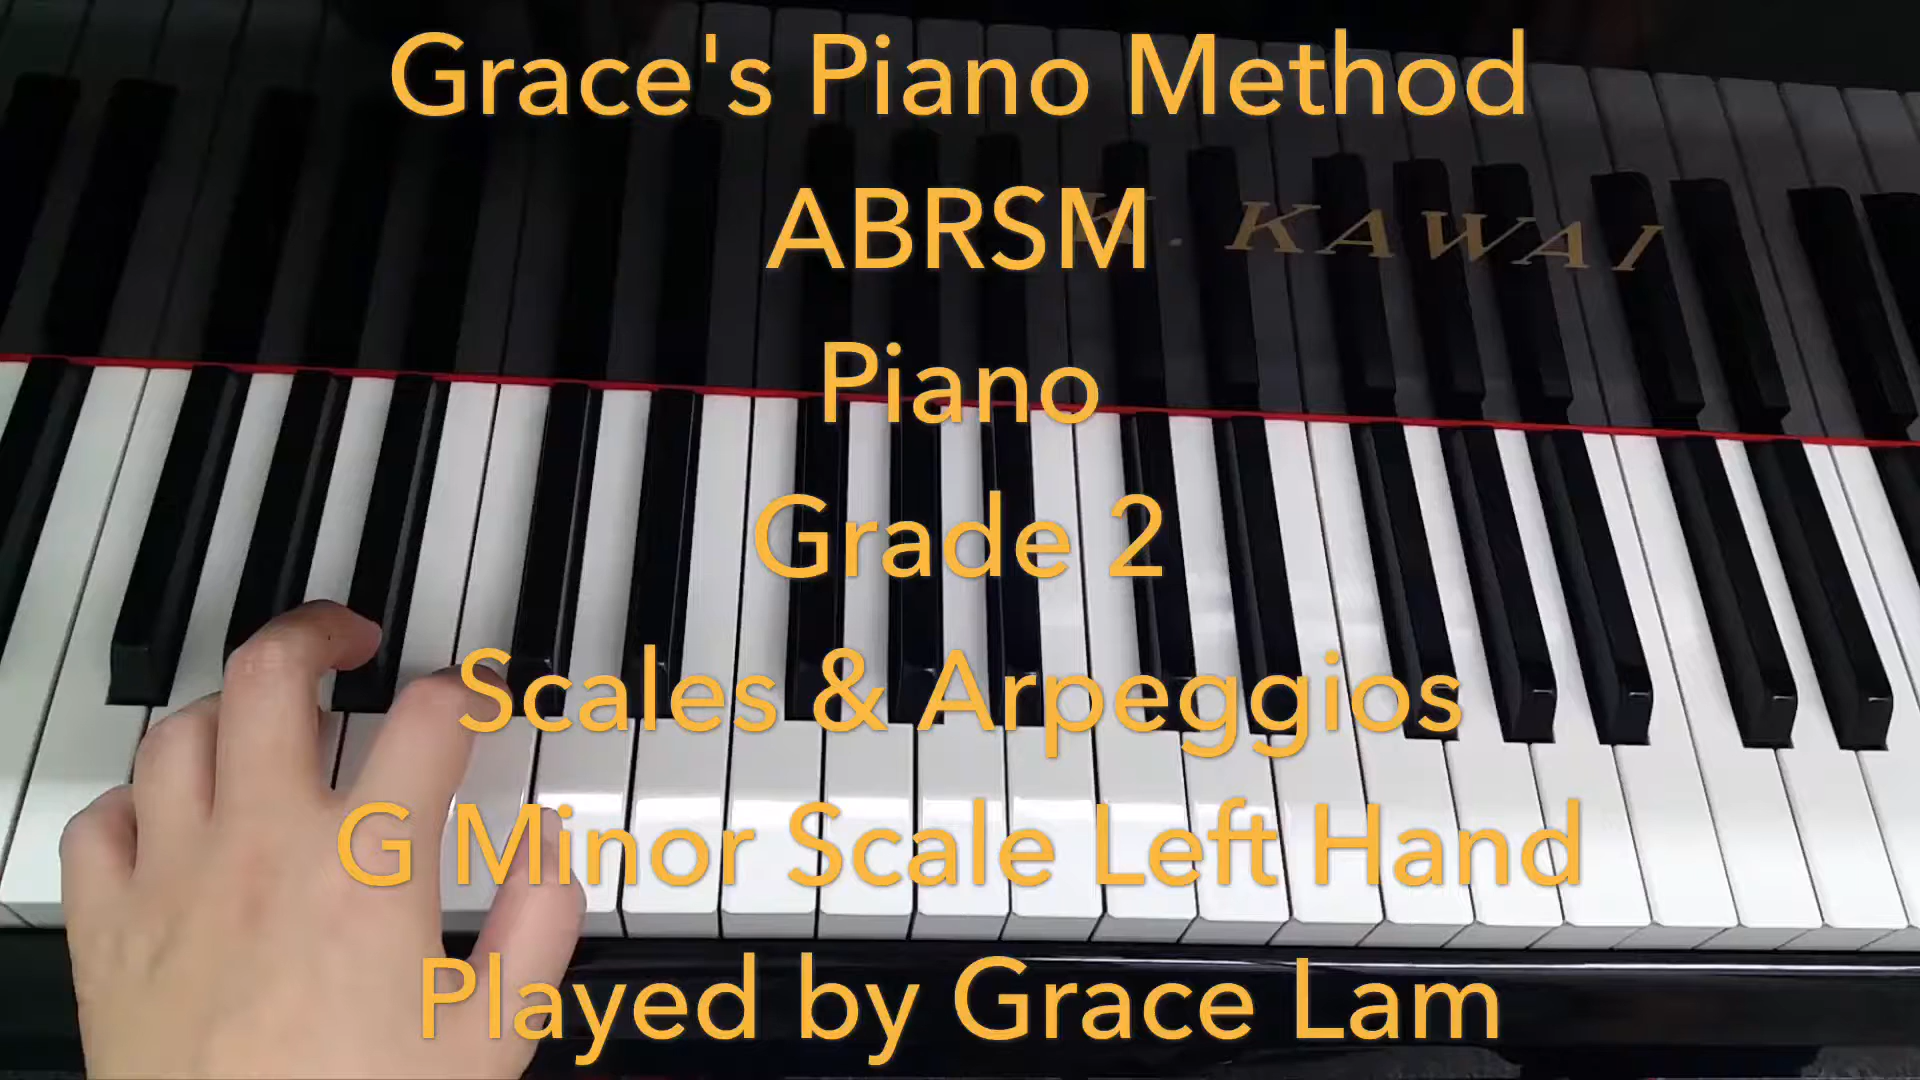 Grace's Piano Method
ABRSM
K. KAWAI
Piano
Grade 2
Scales & Arpeggios
G Minor Scale Left Hand
Played by Grace Lam